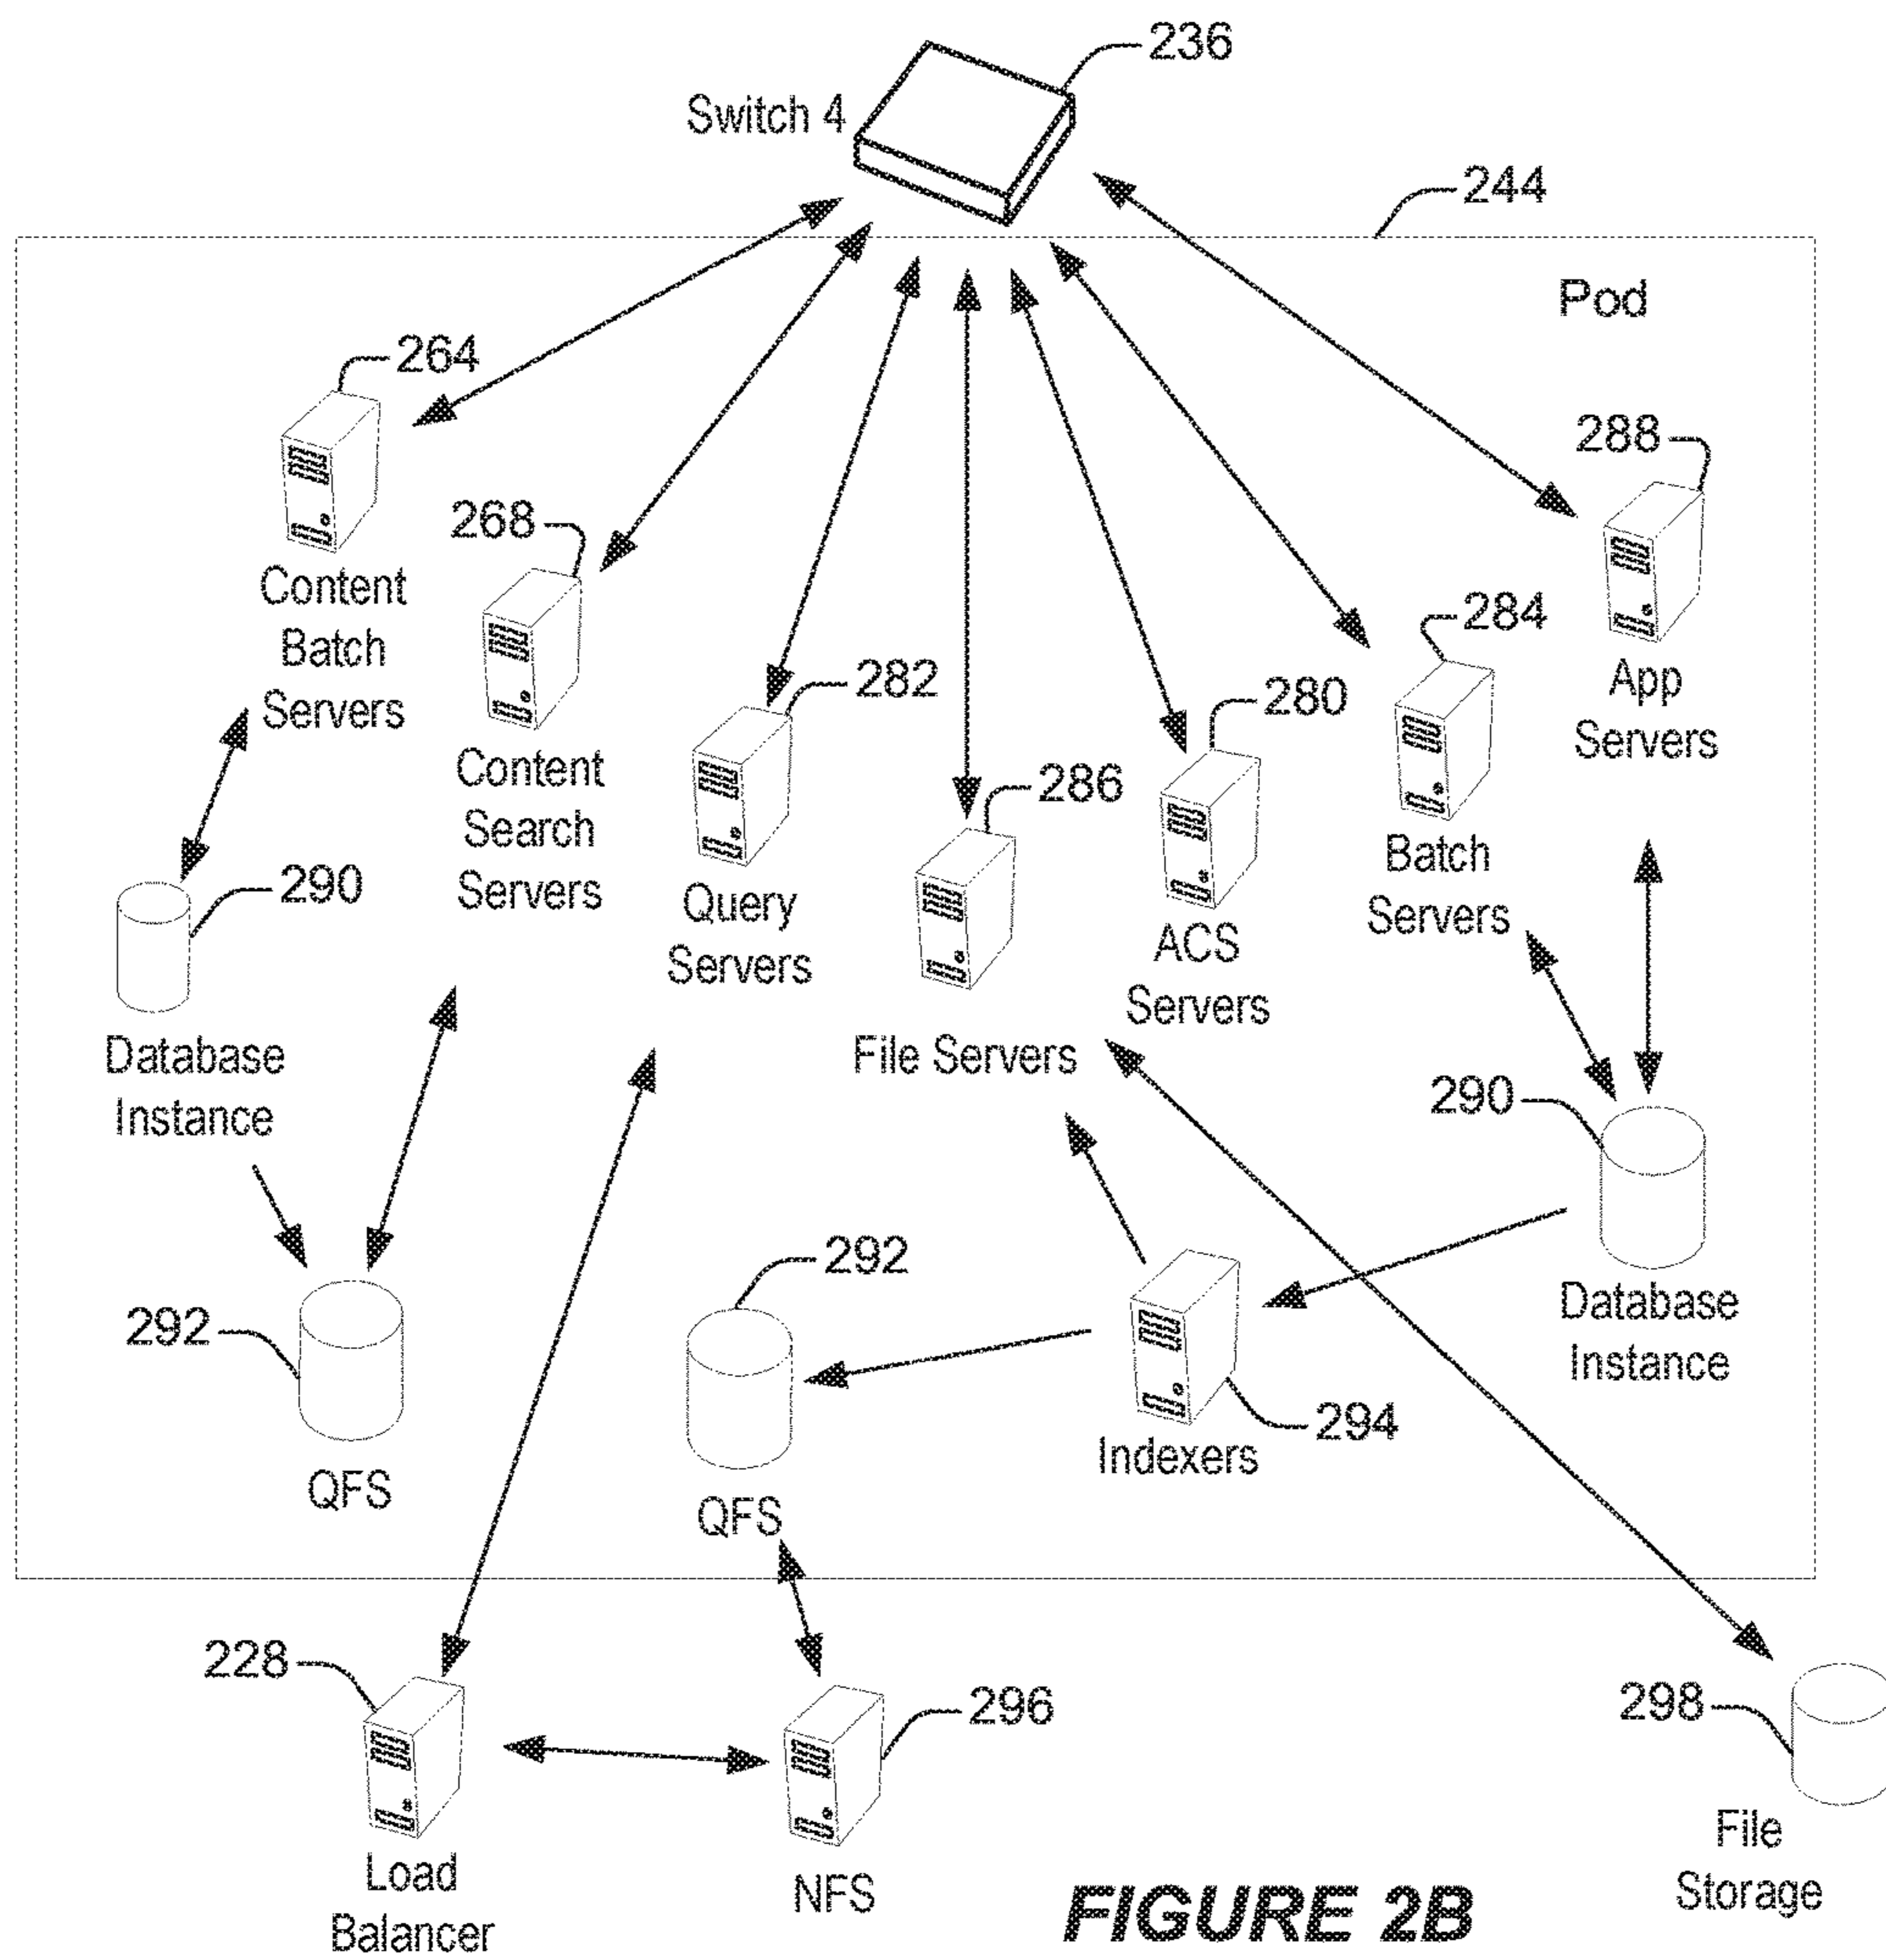 236
Switch 4
244
Pod
264
Content
Batch
Servers
268
Content
Search
Servers
282
Query
Servers
286
File Servers
280
ACS
Servers
284
Batch
Servers
288
App
Servers
290
Database
Instance
290
Database
Instance
292
QFS
292
QFS
294
Indexers
228
Load
Balancer
296
NFS
298
File
Storage
FIGURE 2B